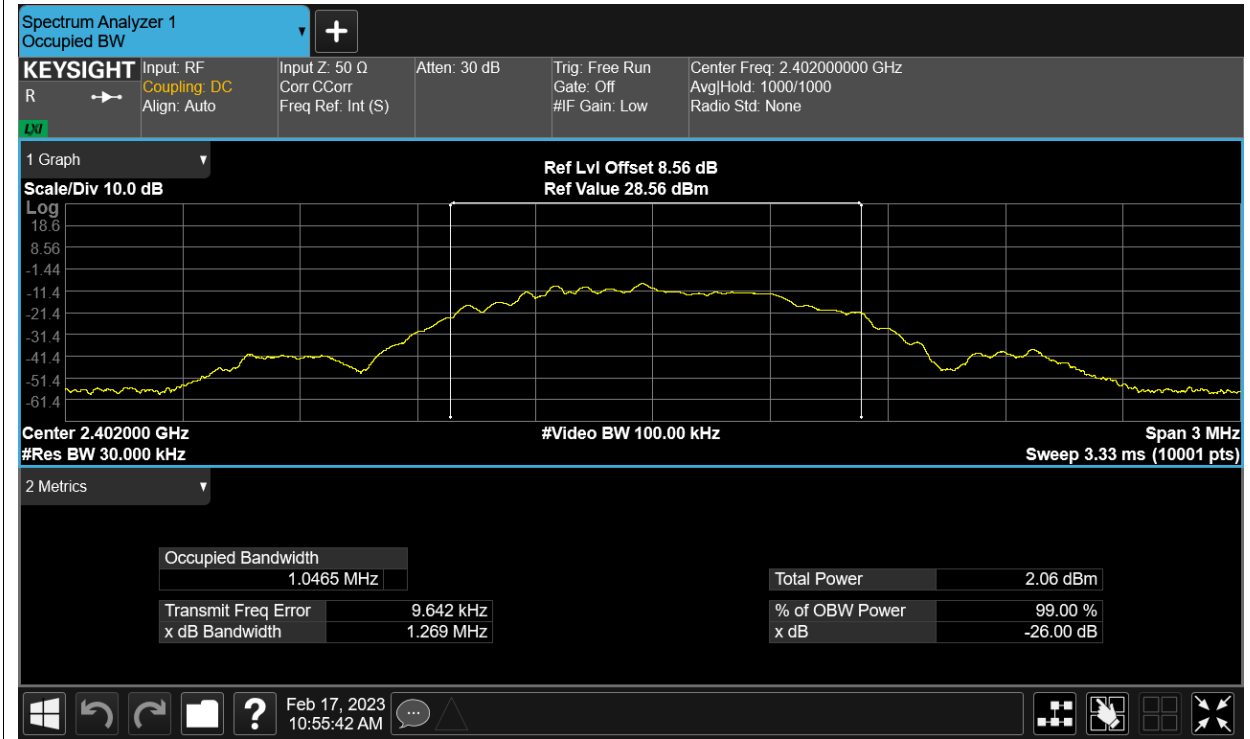 Spectrum Analyzer 1
Occupied BW
KEYSIGHT Input: RF Input Z: 50 Ω Atten: 30 dB Trig: Free Run Center Freq: 2.402000000 GHz
R Coupling: DC Corr CCorr Gate: Off Avg|Hold: 1000/1000
Align: Auto Freq Ref: Int (S) #IF Gain: Low Radio Std: None
LXI
1 Graph
Ref Lvl Offset 8.56 dB
Scale/Div 10.0 dB Ref Value 28.56 dBm
Log
18.6
8.56
-1.44
-11.4
-21.4
-31.4
-41.4
-51.4
-61.4
Center 2.402000 GHz #Video BW 100.00 kHz Span 3 MHz
#Res BW 30.000 kHz Sweep 3.33 ms (10001 pts)
2 Metrics
Occupied Bandwidth
1.0465 MHz Total Power 2.06 dBm
Transmit Freq Error 9.642 kHz % of OBW Power 99.00 %
x dB Bandwidth 1.269 MHz x dB -26.00 dB
? Feb 17, 2023
10:55:42 AM